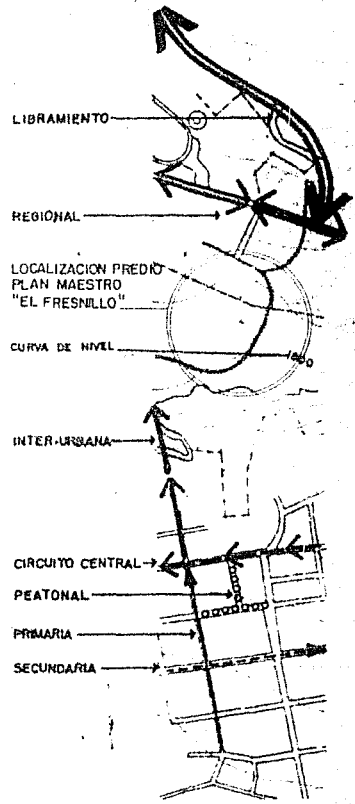 LIBRAMIENTO
REGIONAL
LOCALIZACION PREDIO
PLAN MAESTRO
"EL FRESNILLO"
CURVA DE NIVEL
INTER-URBANA
CIRCUITO CENTRAL
PEATONAL
PRIMARIA
SECUNDARIA